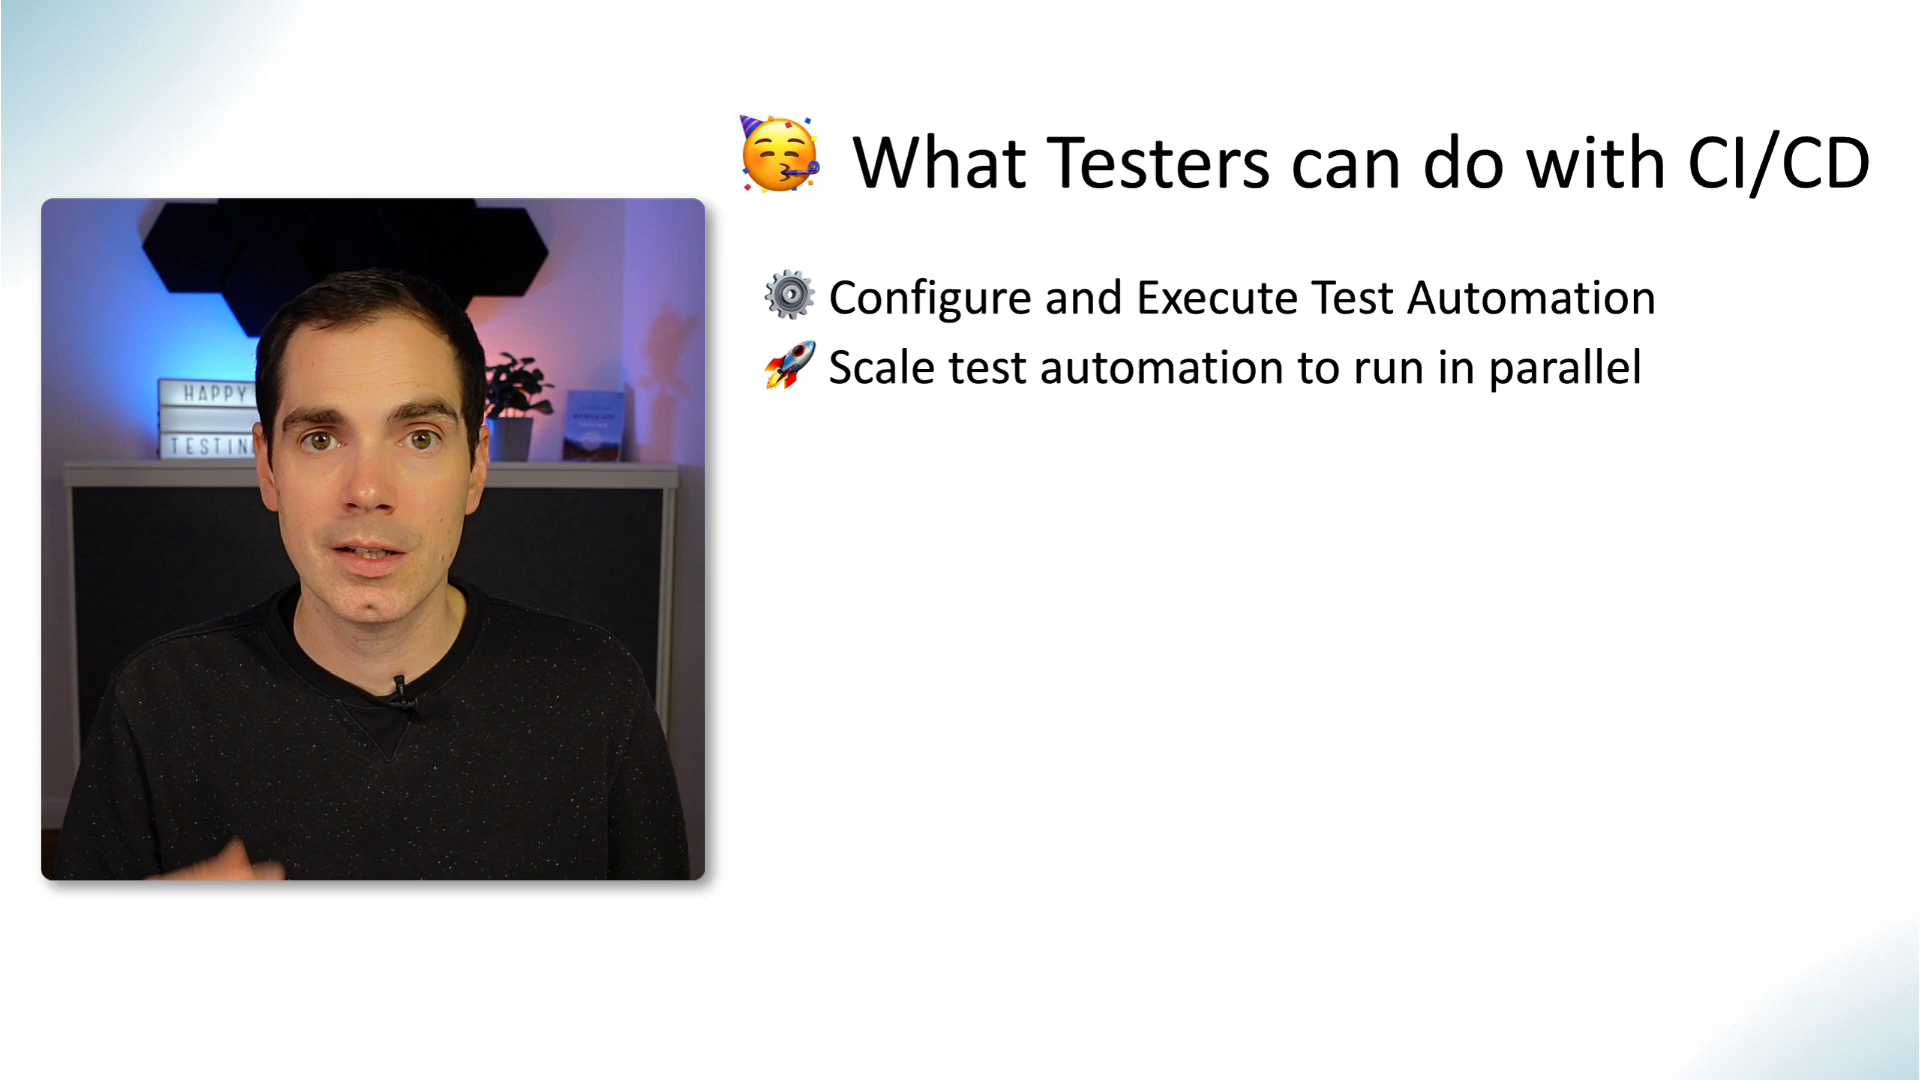 🥳 What Testers can do with CI/CD
⚙️ Configure and Execute Test Automation
🚀 Scale test automation to run in parallel
HAPPY
TESTIN